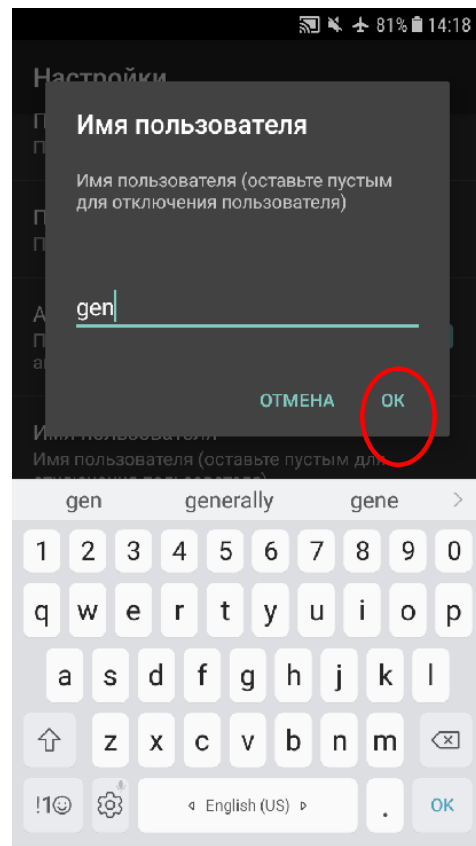 81% 14:18
Настройки
Имя пользователя
Имя пользователя (оставьте пустым
для отключения пользователя)
gen
ОТМЕНА ОК
Имя пользователя
Имя пользователя (оставьте пустым для
gen generally gene
1 2 3 4 5 6 7 8 9 0
q w e r t y u i o p
a s d f g h j k l
z x c v b n m
!1☺ English (US) . OK